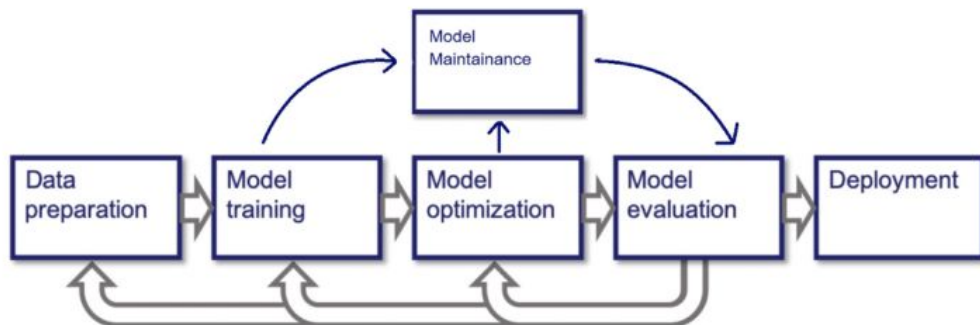 Model
Maintainance
Data
preparation
Model
training
Model
optimization
Model
evaluation
Deployment